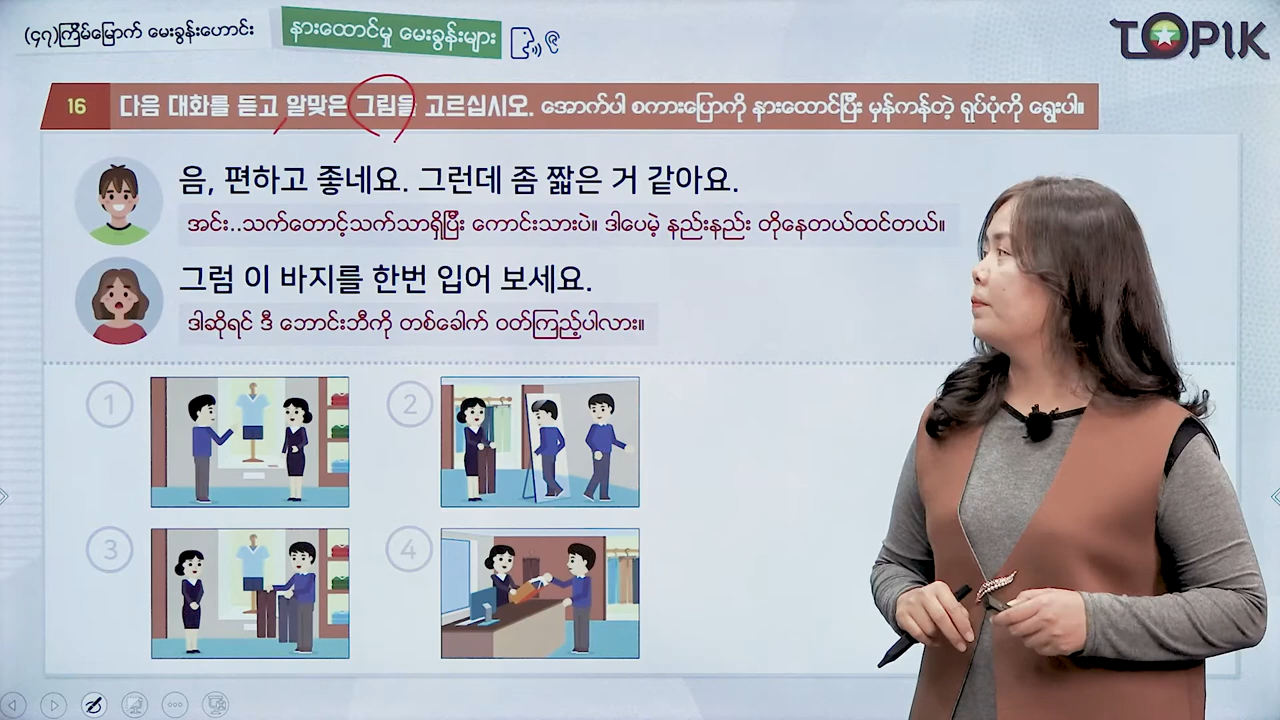 (၄၇)ကြိမ်မြောက် မေးခွန်းဟောင်း
နားထောင်မှု မေးခွန်းများ
TOPIK
16 다음 대화를 듣고 알맞은 그림을 고르십시오. အောက်ပါ စကားပြောကို နားထောင်ပြီး မှန်ကန်တဲ့ ရုပ်ပုံကို ရွေးပါ။
음, 편하고 좋네요. 그런데 좀 짧은 거 같아요.
အင်း..သက်တောင့်သက်သာရှိပြီး ကောင်းသားပဲ။ ဒါပေမဲ့ နည်းနည်း တိုနေတယ်ထင်တယ်။
그럼 이 바지를 한번 입어 보세요.
ဒါဆိုရင် ဒီ ဘောင်းဘီကို တစ်ခေါက် ဝတ်ကြည့်ပါလား။
1
2
3
4